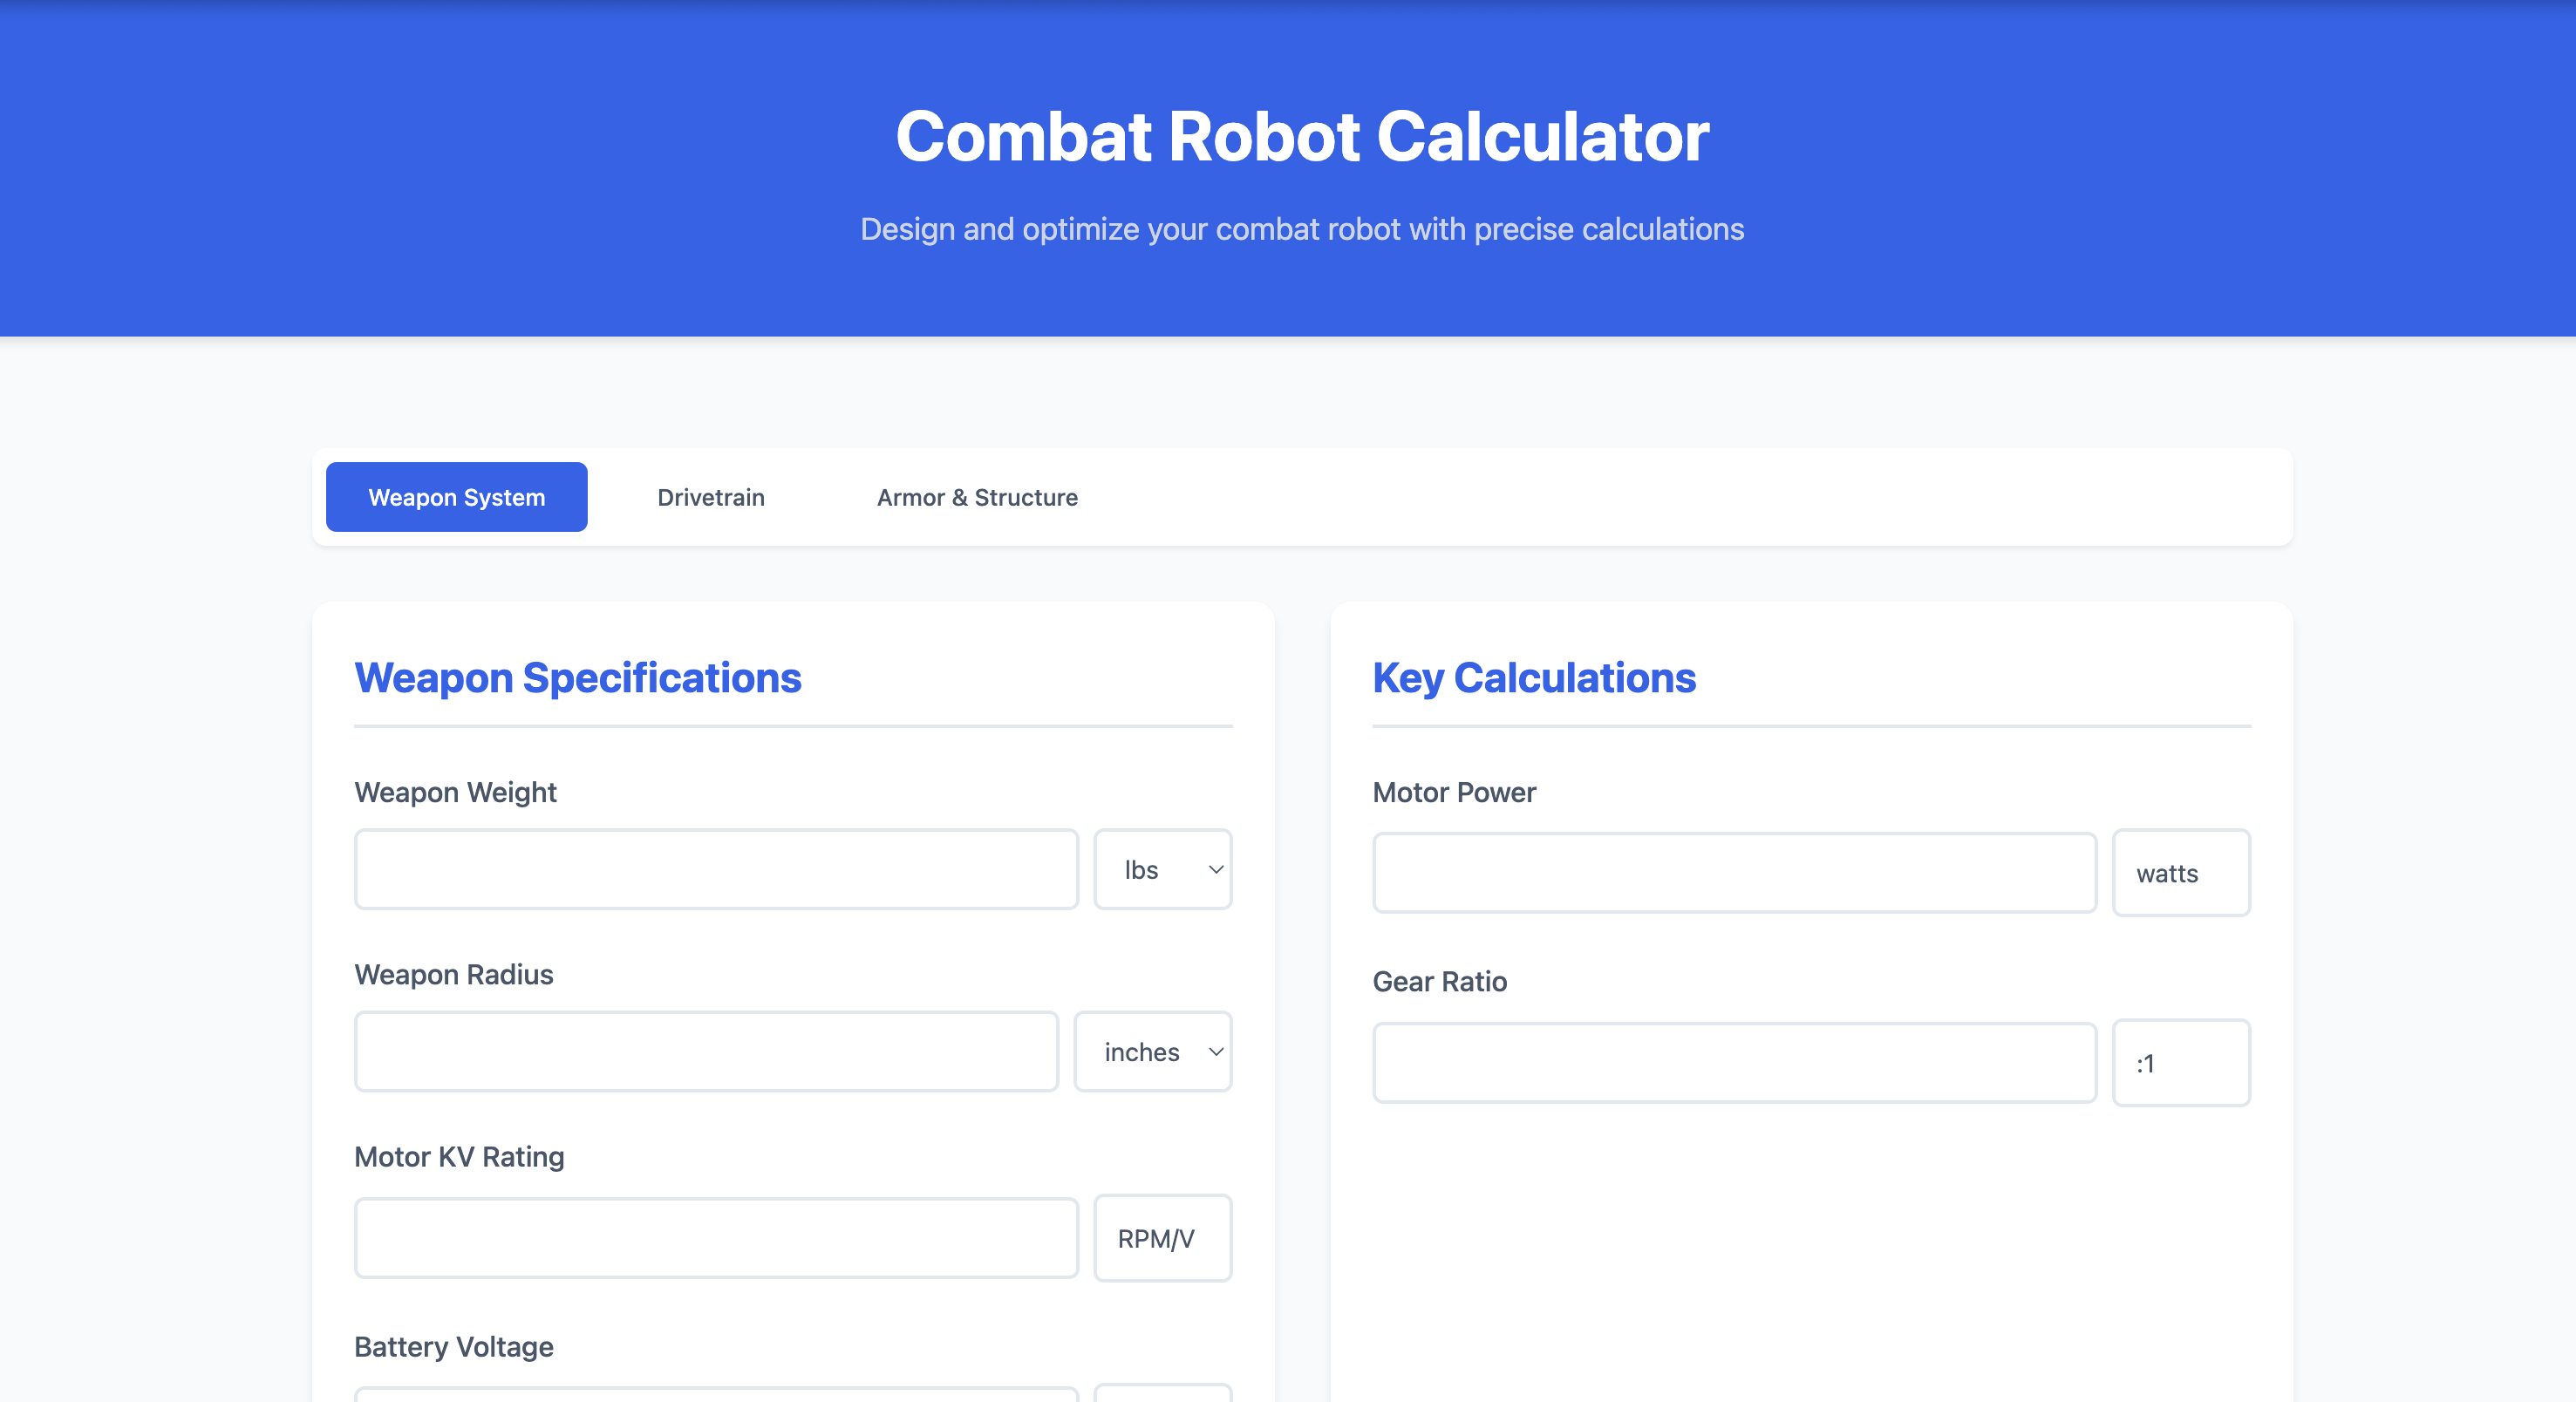 Combat Robot Calculator
Design and optimize your combat robot with precise calculations
Weapon System
Drivetrain
Armor & Structure
Weapon Specifications
Weapon Weight
lbs
Weapon Radius
inches
Motor KV Rating
RPM/V
Battery Voltage
Key Calculations
Motor Power
watts
Gear Ratio
:1